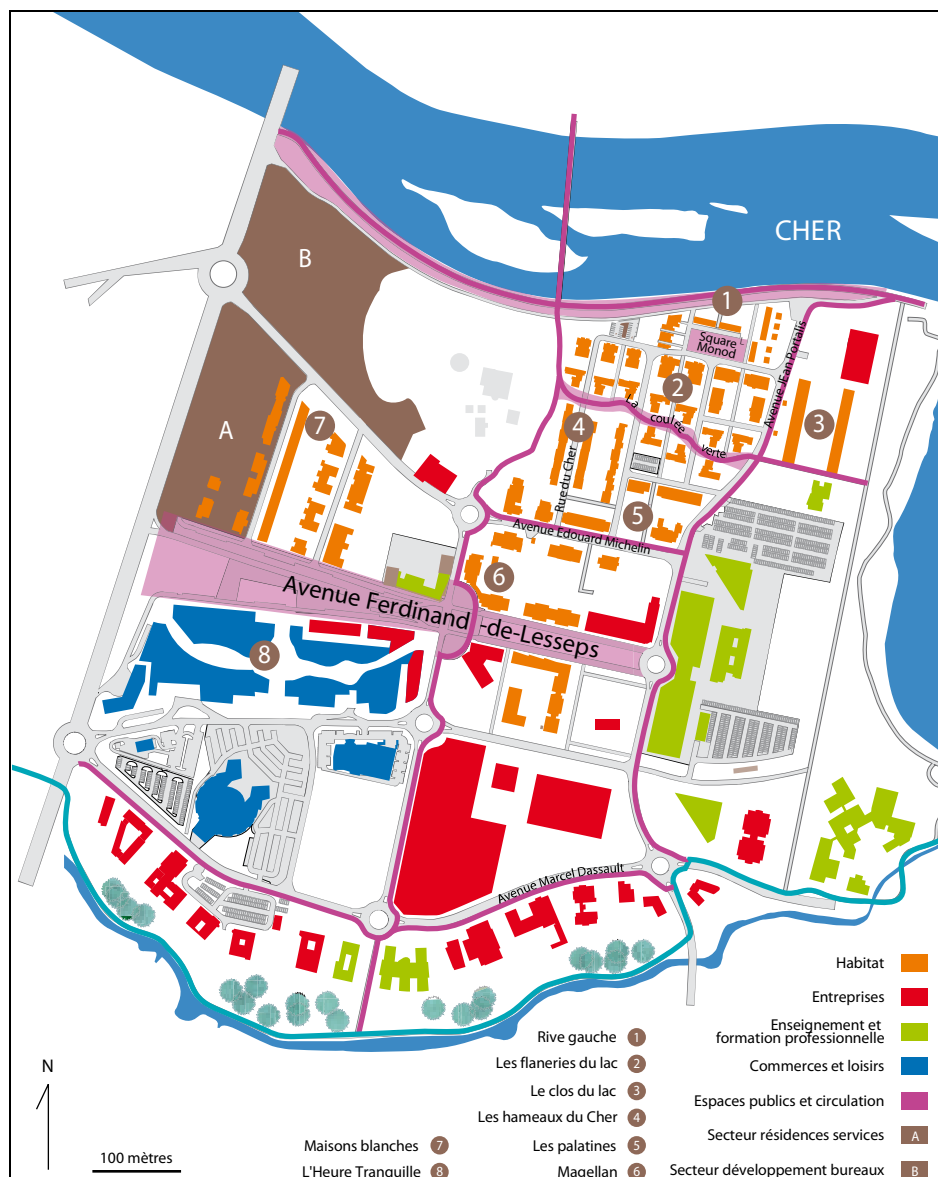 CHER
B
1
Square
Monod
Avenue JEan Portalis
2
La coulée verte
3
4
Rue du Cher
A
7
5
Avenue Edouard Michelin
6
Avenue Ferdinand -de-Lesseps
8
Avenue Marcel Dassault
Habitat
Entreprises
Enseignement et
formation professionnelle
Commerces et loisirs
Espaces publics et circulation
Secteur résidences services A
Secteur développement bureaux B
Rive gauche 1
Les flaneries du lac 2
Le clos du lac 3
Les hameaux du Cher 4
Les palatines 5
Magellan 6
Maisons blanches 7
L'Heure Tranquille 8
N
100 mètres